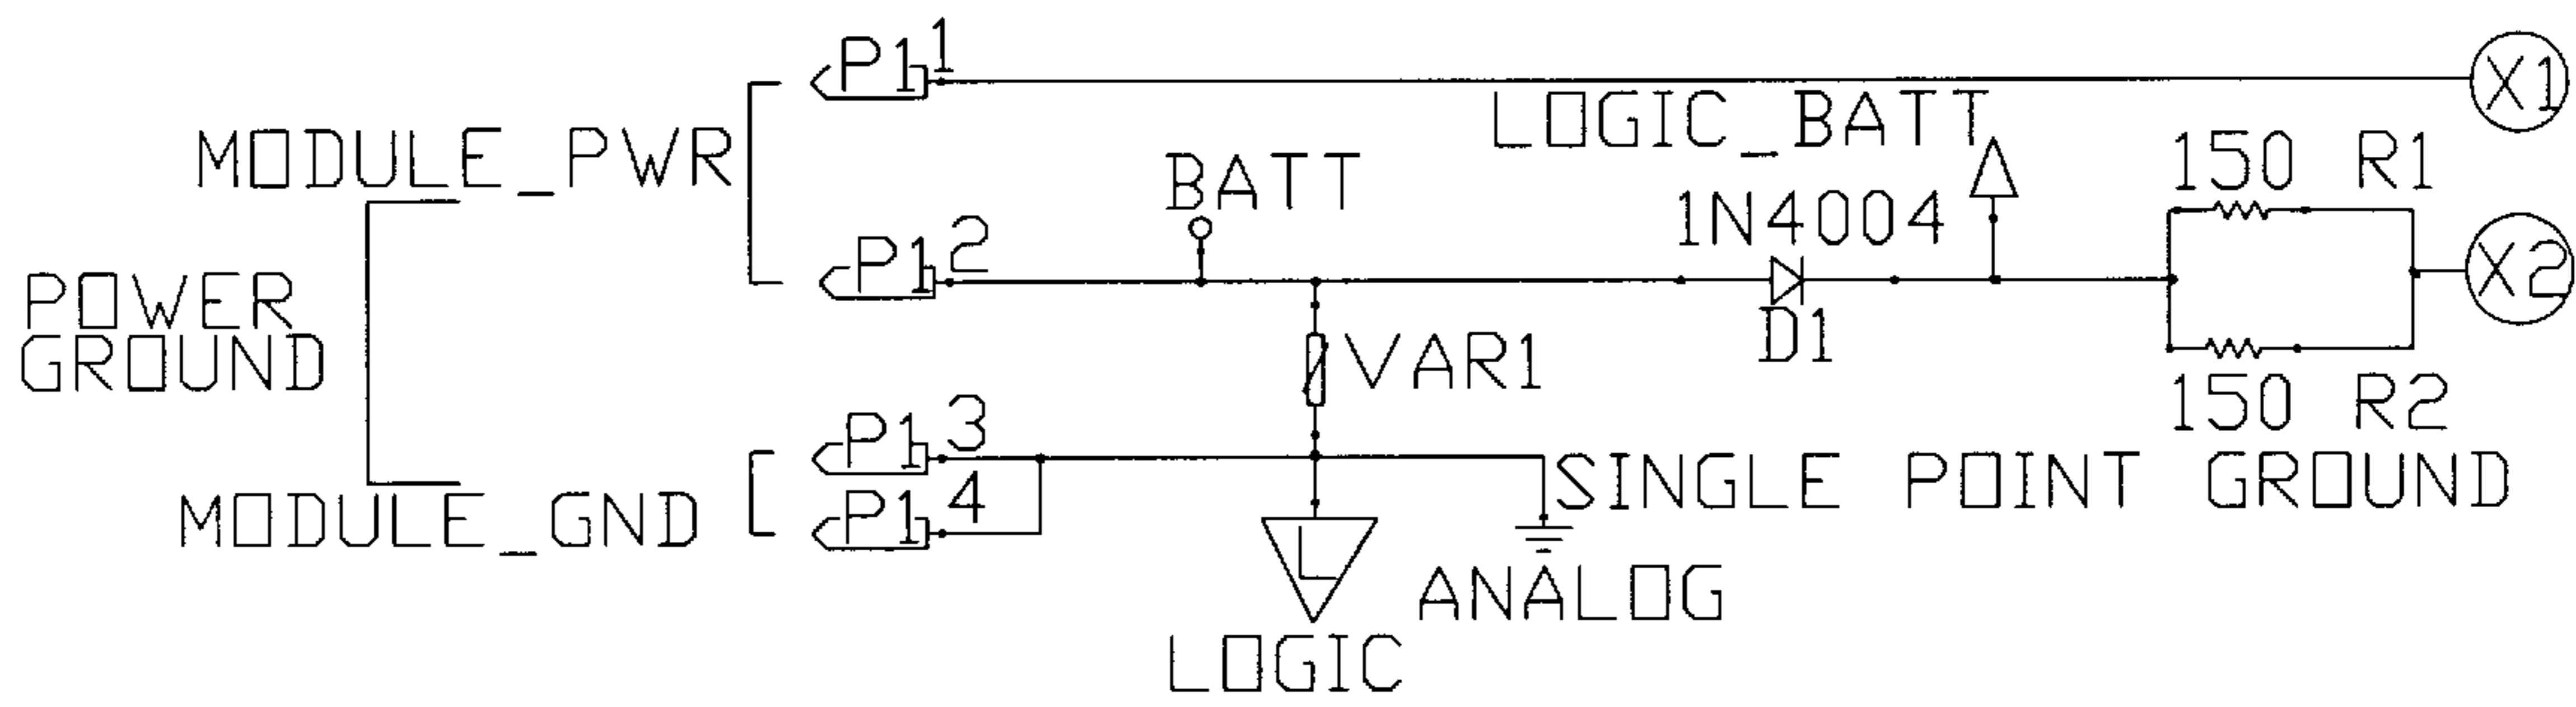 P1 1
X1
LOGIC_BATT
MODULE_PWR
BATT
150 R1
1N4004
P1 2
X2
POWER
GROUND
D1
VAR1
150 R2
P1 3
SINGLE POINT GROUND
MODULE_GND
P1 4
L
ANALOG
LOGIC